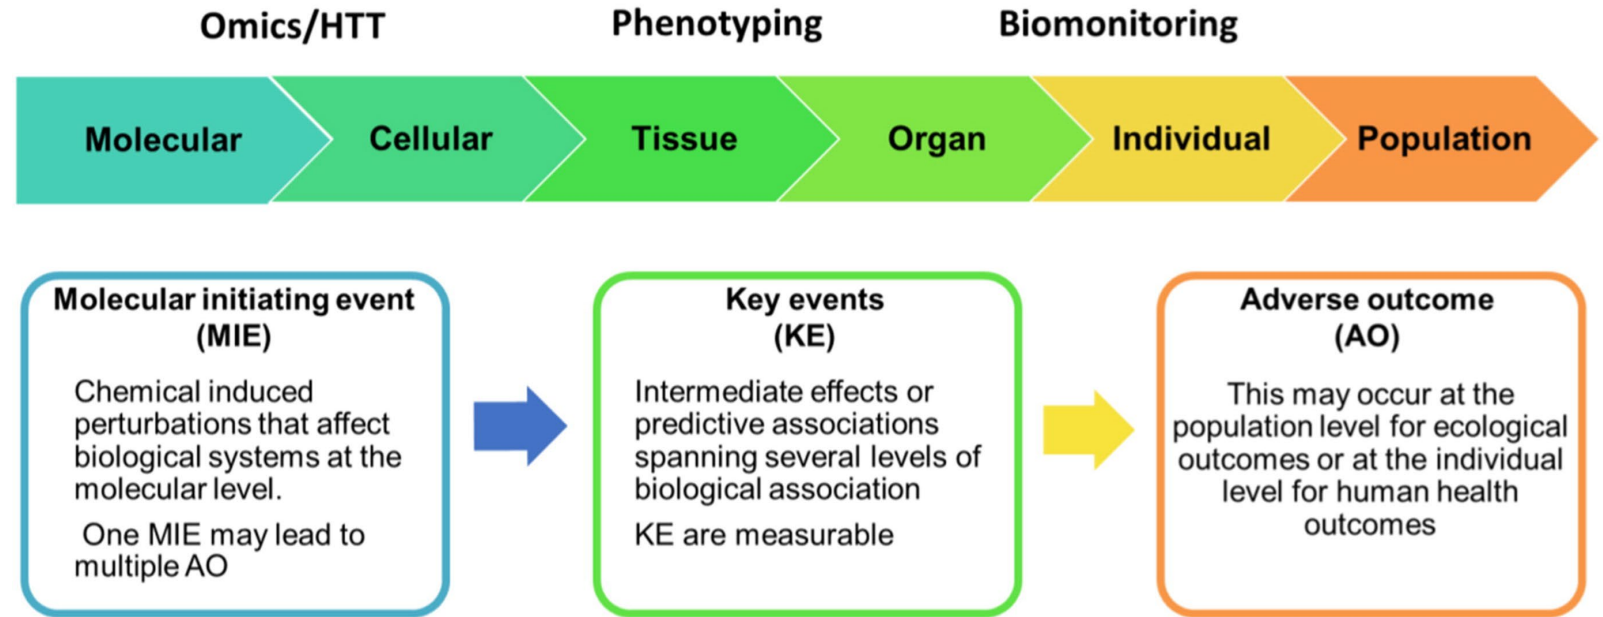 Omics/HTT
Phenotyping
Biomonitoring
Molecular
Cellular
Tissue
Organ
Individual
Population
Molecular initiating event
(MIE)
Chemical induced
perturbations that affect
biological systems at the
molecular level.
One MIE may lead to
multiple AO
Key events
(KE)
Intermediate effects or
predictive associations
spanning several levels of
biological association
KE are measurable
Adverse outcome
(AO)
This may occur at the
population level for ecological
outcomes or at the individual
level for human health
outcomes